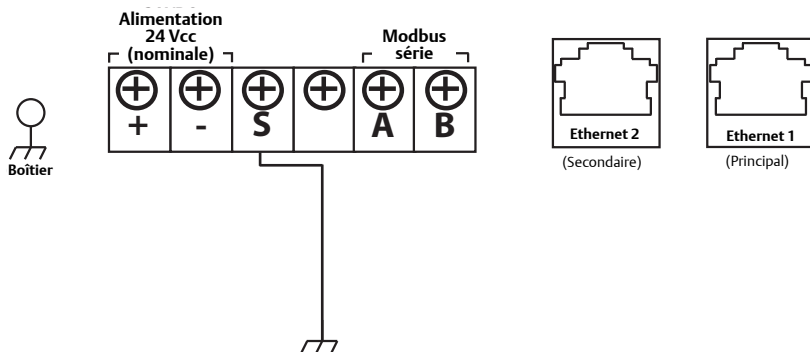 Alimentation
24 Vcc
(nominale)
Modbus
série
+ - S A B
Boîtier
Ethernet 2
(Secondaire)
Ethernet 1
(Principal)